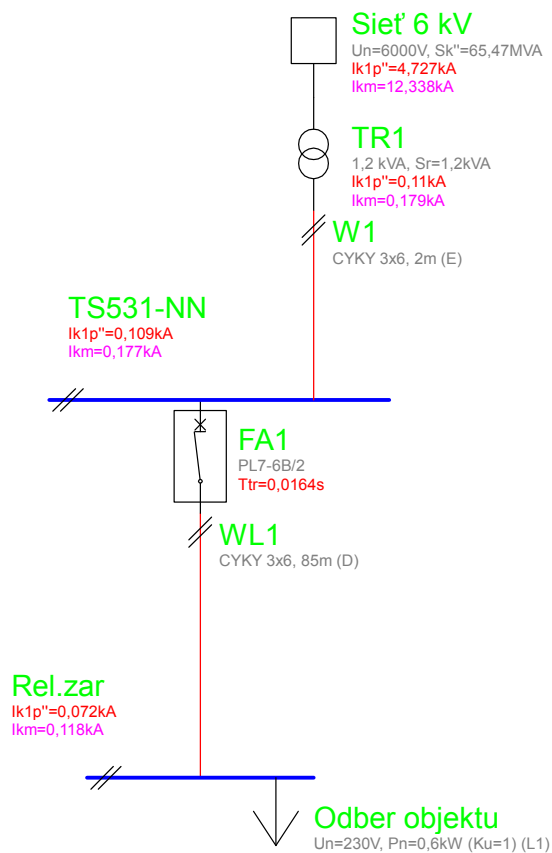 Sieť 6 kV
Un=6000V, Sk''=65,47MVA
Ik1p''=4,727kA
Ikm=12,338kA
TR1
1,2 kVA, Sr=1,2kVA
Ik1p''=0,11kA
Ikm=0,179kA
W1
CYKY 3x6, 2m (E)
TS531-NN
Ik1p''=0,109kA
Ikm=0,177kA
FA1
PL7-6B/2
Ttr=0,0164s
WL1
CYKY 3x6, 85m (D)
Rel.zar
Ik1p''=0,072kA
Ikm=0,118kA
Odber objektu
Un=230V, Pn=0,6kW (Ku=1) (L1)